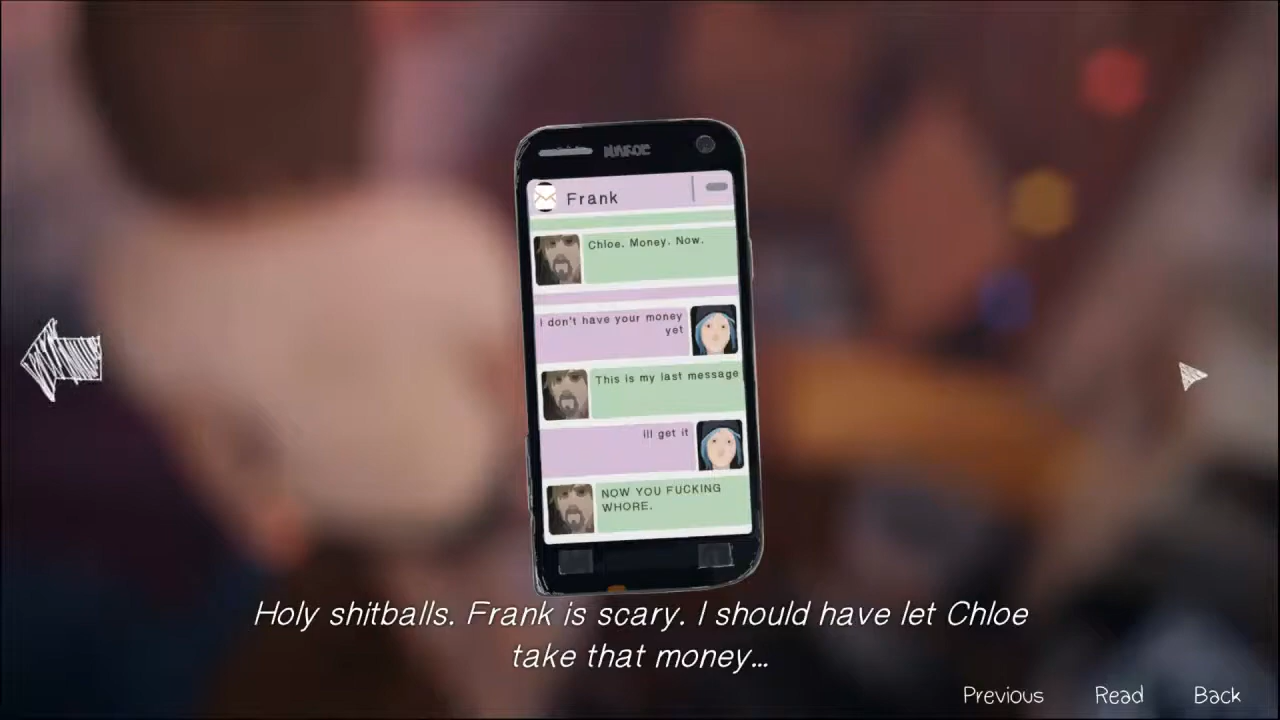 Frank
Chloe. Money. Now.
I don't have your money
yet
This is my last message
ill get it
NOW YOU FUCKING
WHORE.
Holy shitballs. Frank is scary. I should have let Chloe
take that money...
Previous
Read
Back